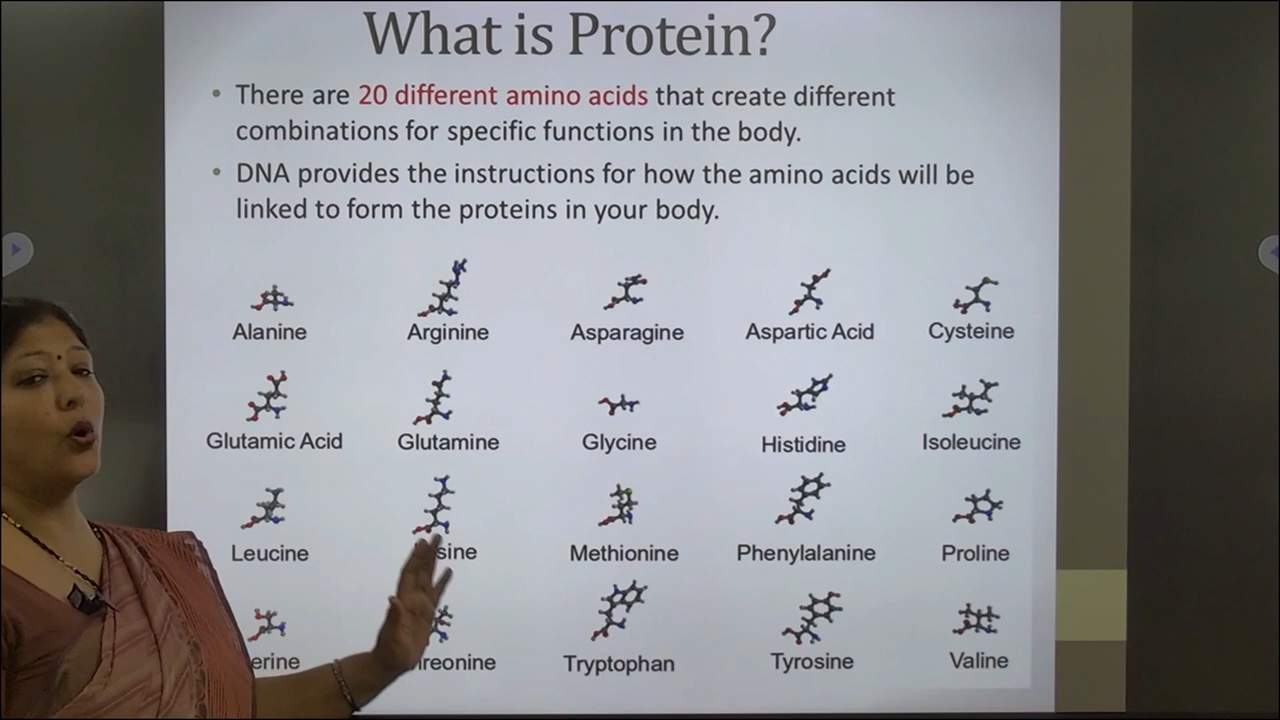 What is Protein?
• There are 20 different amino acids that create different
combinations for specific functions in the body.
• DNA provides the instructions for how the amino acids will be
linked to form the proteins in your body.
Alanine Arginine Asparagine Aspartic Acid Cysteine
Glutamic Acid Glutamine Glycine Histidine Isoleucine
Leucine sine Methionine Phenylalanine Proline
erine reonine Tryptophan Tyrosine Valine